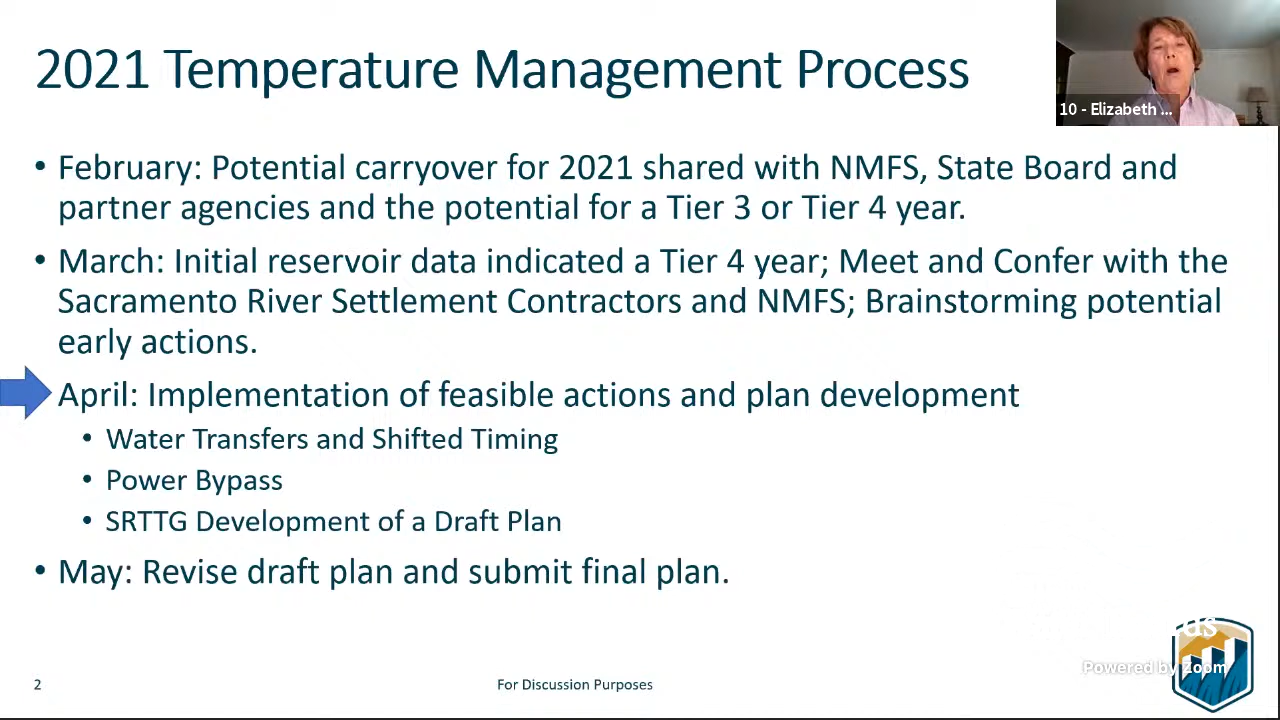 2021 Temperature Management Process
10 - Elizabeth ...
• February: Potential carryover for 2021 shared with NMFS, State Board and
partner agencies and the potential for a Tier 3 or Tier 4 year.
• March: Initial reservoir data indicated a Tier 4 year; Meet and Confer with the
Sacramento River Settlement Contractors and NMFS; Brainstorming potential
early actions.
April: Implementation of feasible actions and plan development
• Water Transfers and Shifted Timing
• Power Bypass
• SRTTG Development of a Draft Plan
• May: Revise draft plan and submit final plan.
Powered by Zoom
2
For Discussion Purposes